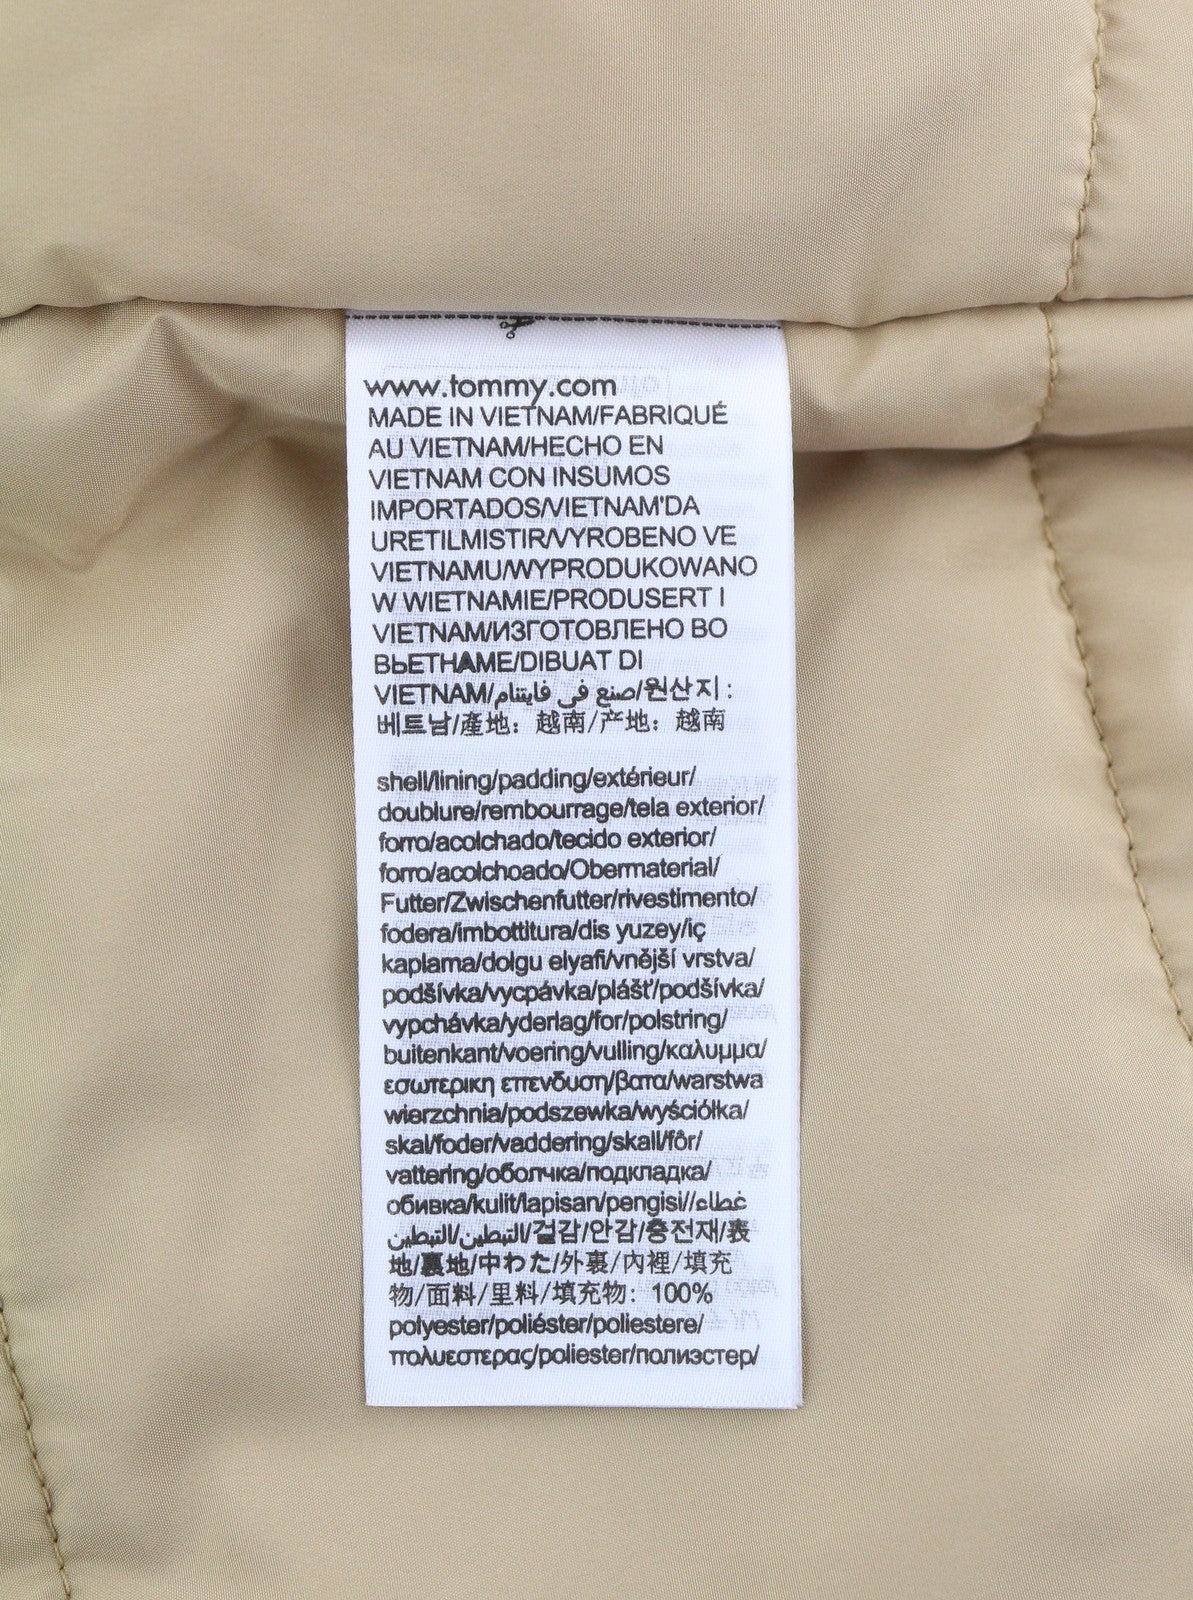 www.tommy.com
MADE IN VIETNAM/FABRIQUÉ
AU VIETNAM/HECHO EN
VIETNAM CON INSUMOS
IMPORTADOS/VIETNAM'DA
URETILMISTIR/VYROBENO VE
VIETNAMU/WYPRODUKOWANO
W WIETNAMIE/PRODUSERT I
VIETNAM/ИЗГОТОВЛЕНО ВО
ВЬЕТНАМЕ/DIBUAT DI
VIETNAM/صنع في فايتنام/원산지:
베트남/產地: 越南/产地: 越南
shell/lining/padding/extérieur/
doublure/rembourrage/tela exterior/
forro/acolchado/tecido exterior/
forro/acolchoado/Obermaterial/
Futter/Zwischenfutter/rivestimento/
fodera/imbottitura/dis yuzey/iç
kaplama/dolgu elyafi/vnější vrstva/
podšívka/vycpávka/plášť/podšívka/
vypchávka/yderlag/for/polstring/
buitenkant/voering/vulling/καλυμμα/
εσωτερικη επενδυση/βατα/warstwa
wierzchnia/podszewka/wyściółka/
skal/foder/vaddering/skall/fôr/
vattering/оболчка/подкладка/
обивка/kulit/lapisan/pengisi//غطاء
التبطين/التبطين/겉감/안감/충전재/表
地/裏地/中わた/外裏/內裡/填充
物/面料/里料/填充物: 100%
polyester/poliéster/poliestere/
πολυεστερας/poliester/полиэстер/